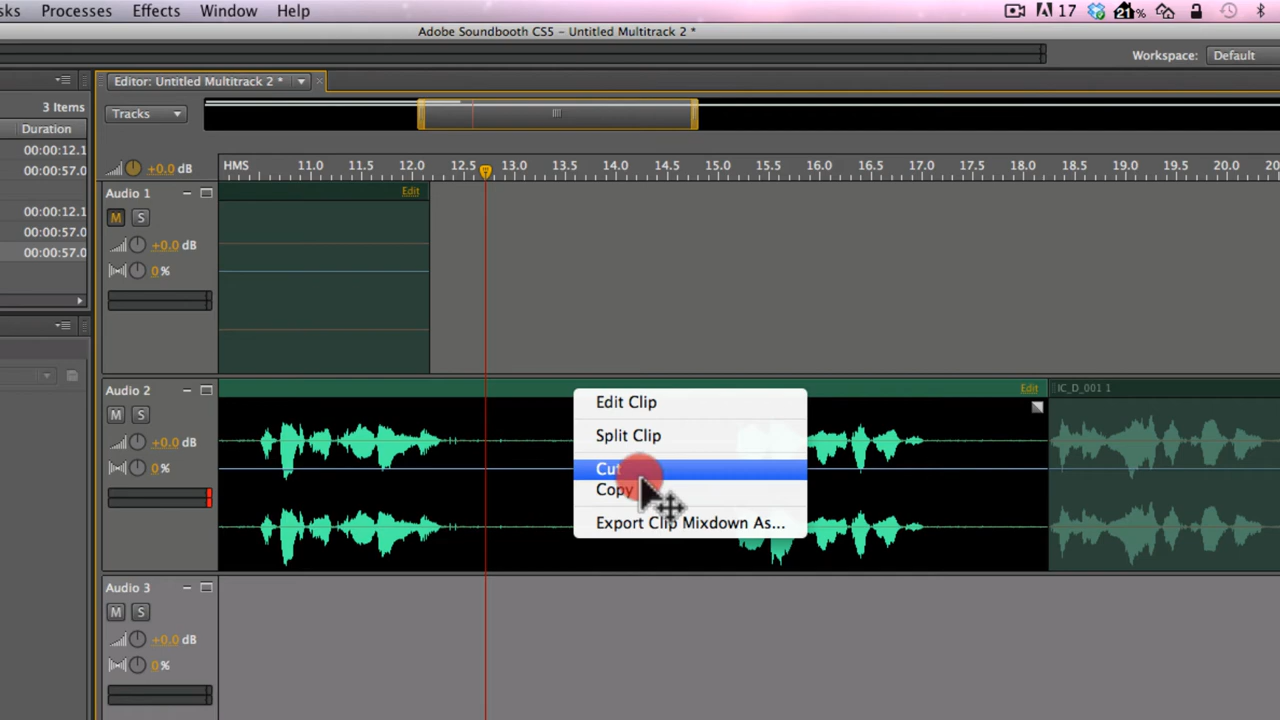 sks Processes Effects Window Help 17 21%
Adobe Soundbooth CS5 – Untitled Multitrack 2 *
Workspace: Default
Editor: Untitled Multitrack 2 *
3 Items
Tracks
Duration
00:00:12.1
00:00:57.0
00:00:12.1
00:00:57.0
00:00:57.0
+0.0 dB
HMS 11.0 11.5 12.0 12.5 13.0 13.5 14.0 14.5 15.0 15.5 16.0 16.5 17.0 17.5 18.0 18.5 19.0 19.5 20.0 20
Audio 1 Edit
M S
+0.0 dB
0 %
Audio 2 Edit IC_D_001 1
M S
+0.0 dB
0 %
Edit Clip
Split Clip
Cut
Copy
Export Clip Mixdown As...
Audio 3
M S
+0.0 dB
0 %